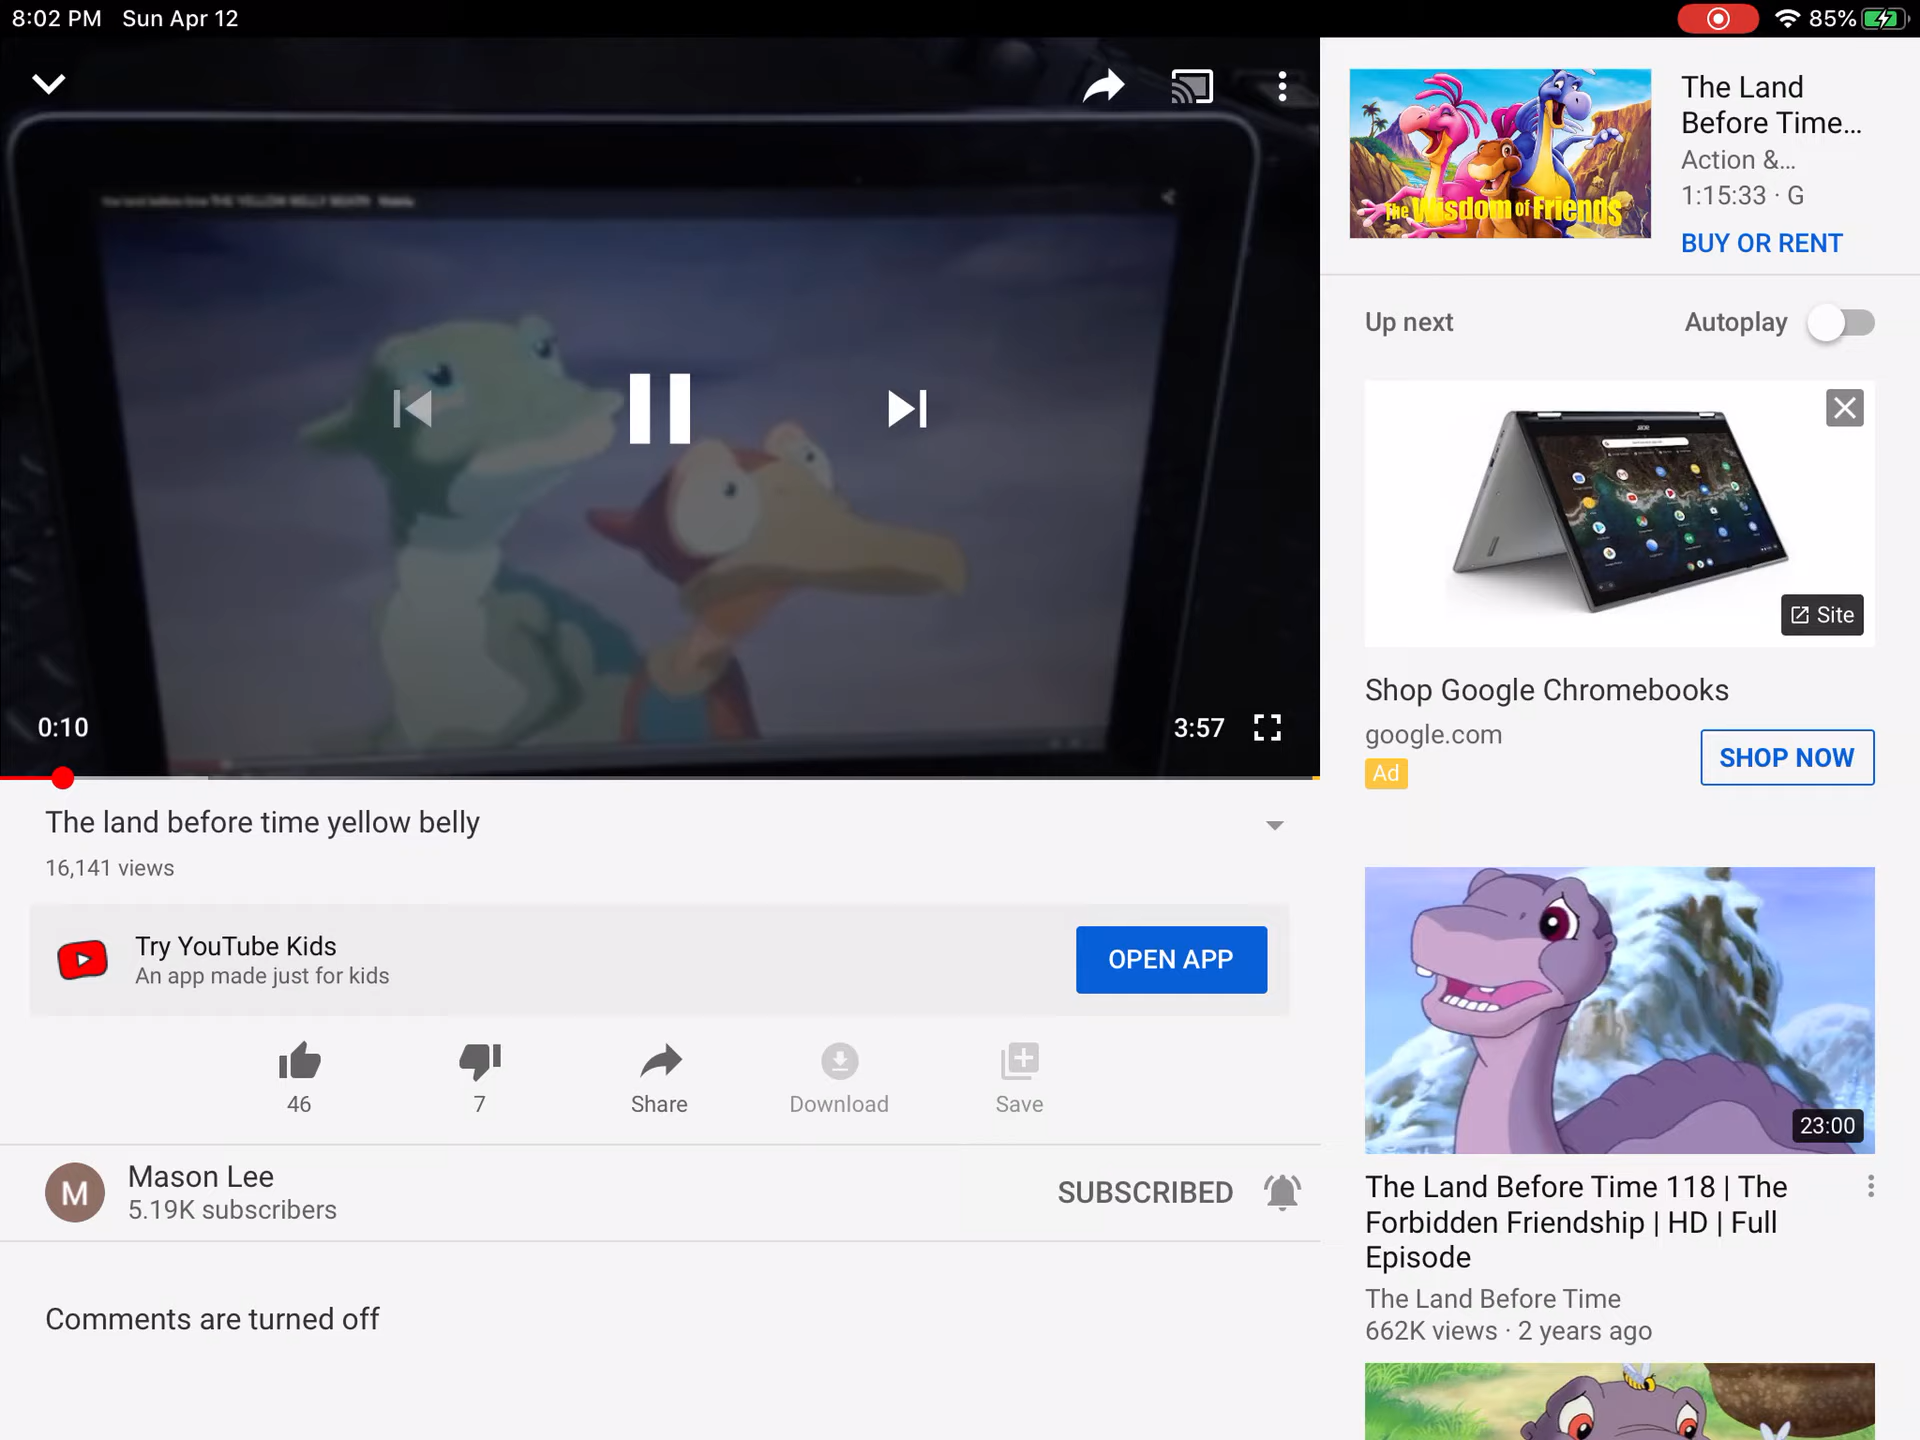 8:02 PM Sun Apr 12
85%
The Land
Before Time...
Action &...
1:15:33 · G
BUY OR RENT
The Wisdom of Friends
Up next
Autoplay
acer
Site
Shop Google Chromebooks
google.com
Ad
SHOP NOW
0:10
3:57
The land before time yellow belly
16,141 views
Try YouTube Kids
An app made just for kids
OPEN APP
46
7
Share
Download
Save
M
Mason Lee
5.19K subscribers
SUBSCRIBED
Comments are turned off
23:00
The Land Before Time 118 | The
Forbidden Friendship | HD | Full
Episode
The Land Before Time
662K views · 2 years ago